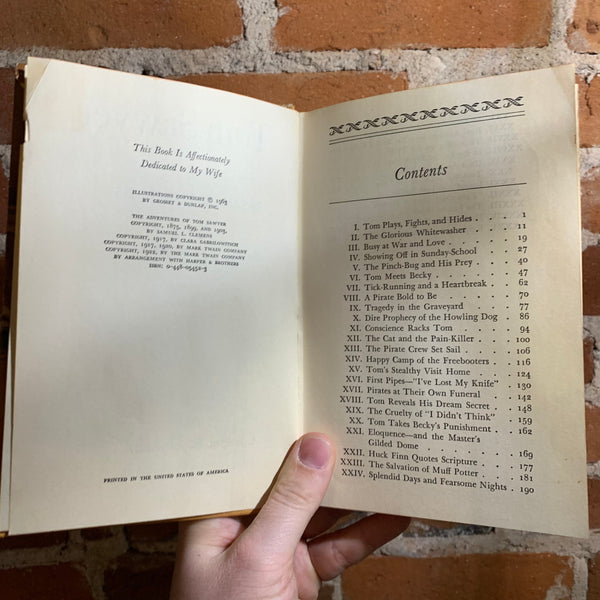 This Book Is Affectionately
Dedicated to My Wife
ILLUSTRATIONS COPYRIGHT © 1963
BY GROSSET & DUNLAP, INC.
THE ADVENTURES OF TOM SAWYER
COPYRIGHT, 1875, 1899, AND 1903,
BY SAMUEL L. CLEMENS
COPYRIGHT, 1917, BY CLARA GABRILOWITSCH
COPYRIGHT, 1917, 1920, BY MARK TWAIN COMPANY
COPYRIGHT, 1922, BY THE MARK TWAIN COMPANY
BY ARRANGEMENT WITH HARPER & BROTHERS
ISBN: 0-448-05452-3
PRINTED IN THE UNITED STATES OF AMERICA
Contents
I. Tom Plays, Fights, and Hides . . . 1
II. The Glorious Whitewasher . . . . 11
III. Busy at War and Love . . . . . 19
IV. Showing Off in Sunday-School . . . 27
V. The Pinch-Bug and His Prey . . . 40
VI. Tom Meets Becky . . . . . . 47
VII. Tick-Running and a Heartbreak . . . 62
VIII. A Pirate Bold to Be . . . . . 70
IX. Tragedy in the Graveyard . . . . 77
X. Dire Prophecy of the Howling Dog . . 86
XI. Conscience Racks Tom . . . . . 94
XII. The Cat and the Pain-Killer . . . . 100
XIII. The Pirate Crew Set Sail . . . . . 106
XIV. Happy Camp of the Freebooters . . . 116
XV. Tom's Stealthy Visit Home . . . . 124
XVI. First Pipes—"I've Lost My Knife" . . 130
XVII. Pirates at Their Own Funeral . . . 142
XVIII. Tom Reveals His Dream Secret . . . 148
XIX. The Cruelty of "I Didn't Think" . . . 159
XX. Tom Takes Becky's Punishment . . . 162
XXI. Eloquence—and the Master's
Gilded Dome . . . . . . . 169
XXII. Huck Finn Quotes Scripture . . . . 177
XXIII. The Salvation of Muff Potter . . . . 181
XXIV. Splendid Days and Fearsome Nights . . 190